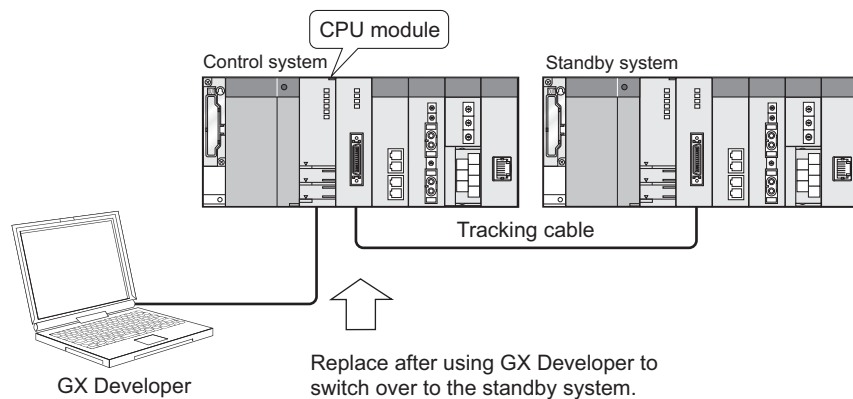 CPU module
Control system
Standby system
Tracking cable
GX Developer
Replace after using GX Developer to
switch over to the standby system.